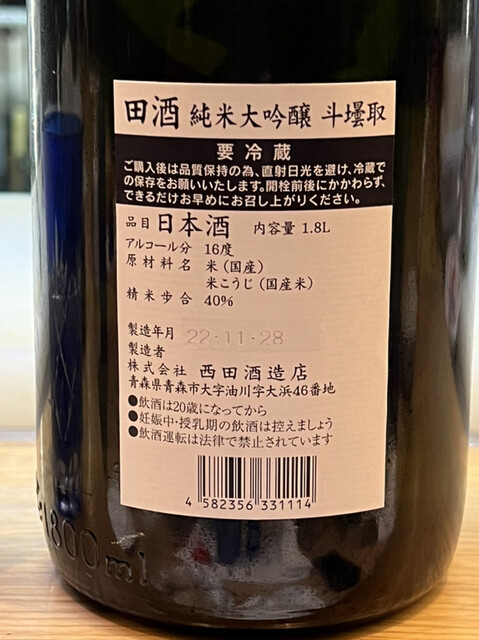 田酒 純米大吟醸 斗壜取
要冷蔵
ご購入後は品質保持の為、直射日光を避け、冷蔵で
の保存をお願いいたします。開栓前後にかかわらず、
できるだけお早めにお召し上がりください。
品目 日本酒 内容量 1.8L
アルコール分 16度
原材料名 米（国産）
米こうじ（国産米）
精米歩合 40%
製造年月 22・11・28
製造者
株式会社 西田酒造店
青森県青森市大字油川字大浜46番地
●飲酒は20歳になってから
●妊娠中・授乳期の飲酒は控えましょう
●飲酒運転は法律で禁止されています
4 582356 331114
1800ml